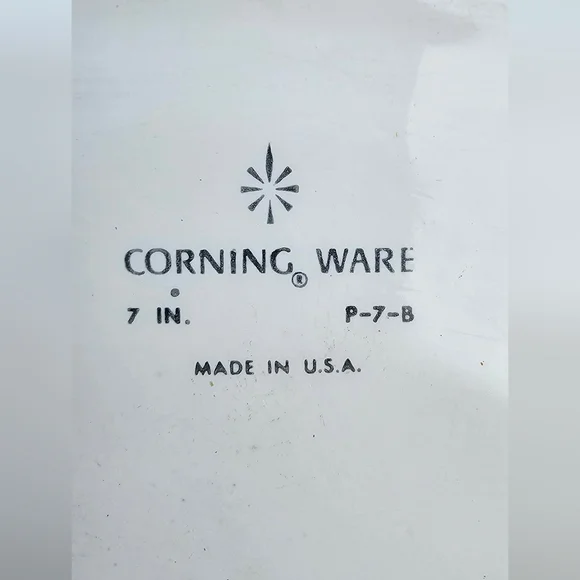 CORNING® WARE
7 IN. P-7-B
MADE IN U.S.A.